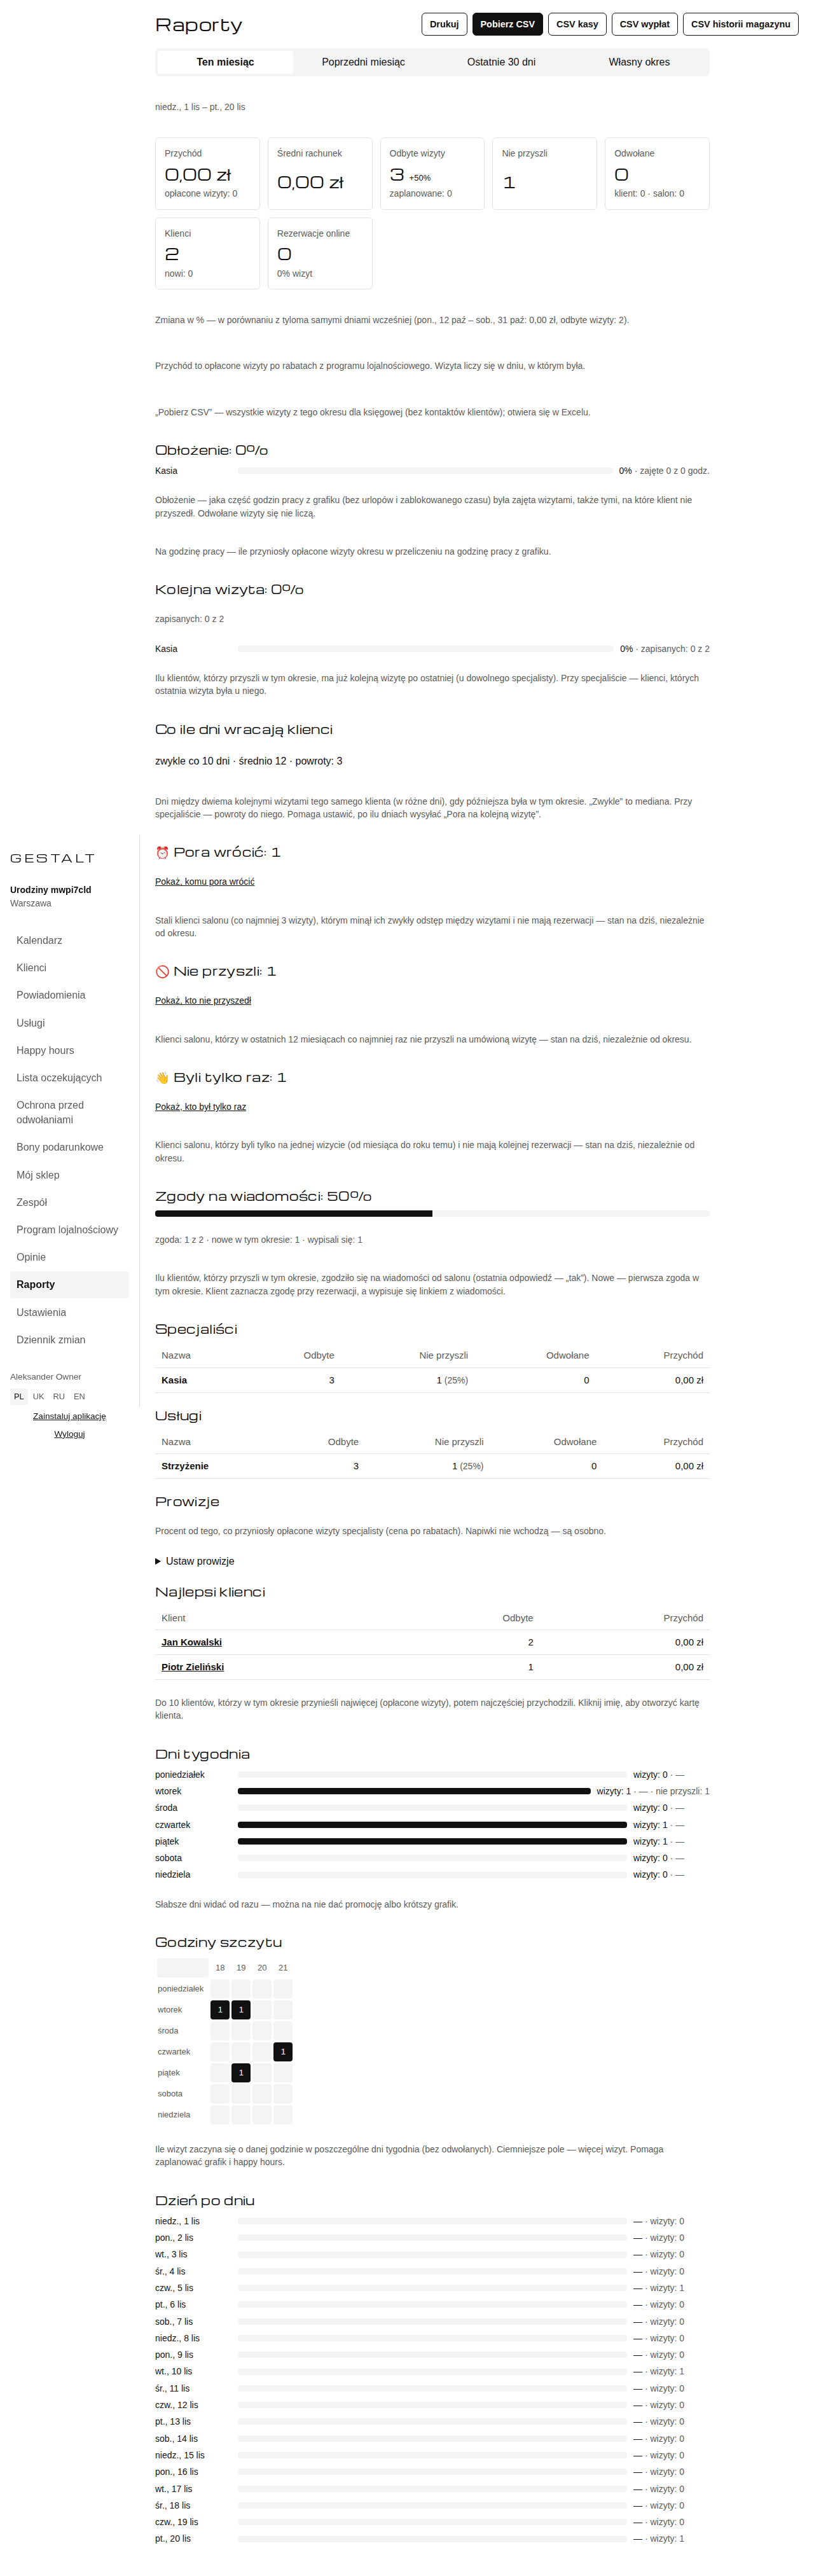 Raporty
Drukuj
Pobierz CSV
CSV kasy
CSV wypłat
CSV historii magazynu
Ten miesiąc
Poprzedni miesiąc
Ostatnie 30 dni
Własny okres
niedz., 1 lis – pt., 20 lis
Przychód
0,00 zł
opłacone wizyty: 0
Średni rachunek
0,00 zł
Odbyte wizyty
3 +50%
zaplanowane: 0
Nie przyszli
1
Odwołane
0
klient: 0 · salon: 0
Klienci
2
nowi: 0
Rezerwacje online
0
0% wizyt
Zmiana w % — w porównaniu z tyloma samymi dniami wcześniej (pon., 12 paź – sob., 31 paź: 0,00 zł, odbyte wizyty: 2).
Przychód to opłacone wizyty po rabatach z programu lojalnościowego. Wizyta liczy się w dniu, w którym była.
„Pobierz CSV” — wszystkie wizyty z tego okresu dla księgowej (bez kontaktów klientów); otwiera się w Excelu.
Obłożenie: 0%
Kasia
0% · zajęte 0 z 0 godz.
Obłożenie — jaka część godzin pracy z grafiku (bez urlopów i zablokowanego czasu) była zajęta wizytami, także tymi, na które klient nie
przyszedł. Odwołane wizyty się nie liczą.
Na godzinę pracy — ile przyniosły opłacone wizyty okresu w przeliczeniu na godzinę pracy z grafiku.
Kolejna wizyta: 0%
zapisanych: 0 z 2
Kasia
0% · zapisanych: 0 z 2
Ilu klientów, którzy przyszli w tym okresie, ma już kolejną wizytę po ostatniej (u dowolnego specjalisty). Przy specjaliście — klienci, których
ostatnia wizyta była u niego.
Co ile dni wracają klienci
zwykle co 10 dni · średnio 12 · powroty: 3
Dni między dwiema kolejnymi wizytami tego samego klienta (w różne dni), gdy późniejsza była w tym okresie. „Zwykle” to mediana. Przy
specjaliście — powroty do niego. Pomaga ustawić, po ilu dniach wysyłać „Pora na kolejną wizytę”.
GESTALT
Urodziny mwpi7cld
Warszawa
Kalendarz
Klienci
Powiadomienia
Usługi
Happy hours
Lista oczekujących
Ochrona przed
odwołaniami
Bony podarunkowe
Mój sklep
Zespół
Program lojalnościowy
Opinie
Raporty
Ustawienia
Dziennik zmian
Aleksander Owner
PL UK RU EN
Zainstaluj aplikację
Wyloguj
⏰ Pora wrócić: 1
Pokaż, komu pora wrócić
Stali klienci salonu (co najmniej 3 wizyty), którym minął ich zwykły odstęp między wizytami i nie mają rezerwacji — stan na dziś, niezależnie
od okresu.
🚫 Nie przyszli: 1
Pokaż, kto nie przyszedł
Klienci salonu, którzy w ostatnich 12 miesiącach co najmniej raz nie przyszli na umówioną wizytę — stan na dziś, niezależnie od okresu.
👋 Byli tylko raz: 1
Pokaż, kto był tylko raz
Klienci salonu, którzy byli tylko na jednej wizycie (od miesiąca do roku temu) i nie mają kolejnej rezerwacji — stan na dziś, niezależnie od
okresu.
Zgody na wiadomości: 50%
zgoda: 1 z 2 · nowe w tym okresie: 1 · wypisali się: 1
Ilu klientów, którzy przyszli w tym okresie, zgodziło się na wiadomości od salonu (ostatnia odpowiedź — „tak”). Nowe — pierwsza zgoda w
tym okresie. Klient zaznacza zgodę przy rezerwacji, a wypisuje się linkiem z wiadomości.
Specjaliści
Nazwa Odbyte Nie przyszli Odwołane Przychód
Kasia 3 1 (25%) 0 0,00 zł
Usługi
Nazwa Odbyte Nie przyszli Odwołane Przychód
Strzyżenie 3 1 (25%) 0 0,00 zł
Prowizje
Procent od tego, co przyniosły opłacone wizyty specjalisty (cena po rabatach). Napiwki nie wchodzą — są osobno.
▶ Ustaw prowizje
Najlepsi klienci
Klient Odbyte Przychód
Jan Kowalski 2 0,00 zł
Piotr Zieliński 1 0,00 zł
Do 10 klientów, którzy w tym okresie przynieśli najwięcej (opłacone wizyty), potem najczęściej przychodzili. Kliknij imię, aby otworzyć kartę
klienta.
Dni tygodnia
poniedziałek wizyty: 0 · —
wtorek wizyty: 1 · — · nie przyszli: 1
środa wizyty: 0 · —
czwartek wizyty: 1 · —
piątek wizyty: 1 · —
sobota wizyty: 0 · —
niedziela wizyty: 0 · —
Słabsze dni widać od razu — można na nie dać promocję albo krótszy grafik.
Godziny szczytu
18 19 20 21
poniedziałek
wtorek 1 1
środa
czwartek 1
piątek 1
sobota
niedziela
Ile wizyt zaczyna się o danej godzinie w poszczególne dni tygodnia (bez odwołanych). Ciemniejsze pole — więcej wizyt. Pomaga
zaplanować grafik i happy hours.
Dzień po dniu
niedz., 1 lis — · wizyty: 0
pon., 2 lis — · wizyty: 0
wt., 3 lis — · wizyty: 0
śr., 4 lis — · wizyty: 0
czw., 5 lis — · wizyty: 1
pt., 6 lis — · wizyty: 0
sob., 7 lis — · wizyty: 0
niedz., 8 lis — · wizyty: 0
pon., 9 lis — · wizyty: 0
wt., 10 lis — · wizyty: 1
śr., 11 lis — · wizyty: 0
czw., 12 lis — · wizyty: 0
pt., 13 lis — · wizyty: 0
sob., 14 lis — · wizyty: 0
niedz., 15 lis — · wizyty: 0
pon., 16 lis — · wizyty: 0
wt., 17 lis — · wizyty: 0
śr., 18 lis — · wizyty: 0
czw., 19 lis — · wizyty: 0
pt., 20 lis — · wizyty: 1